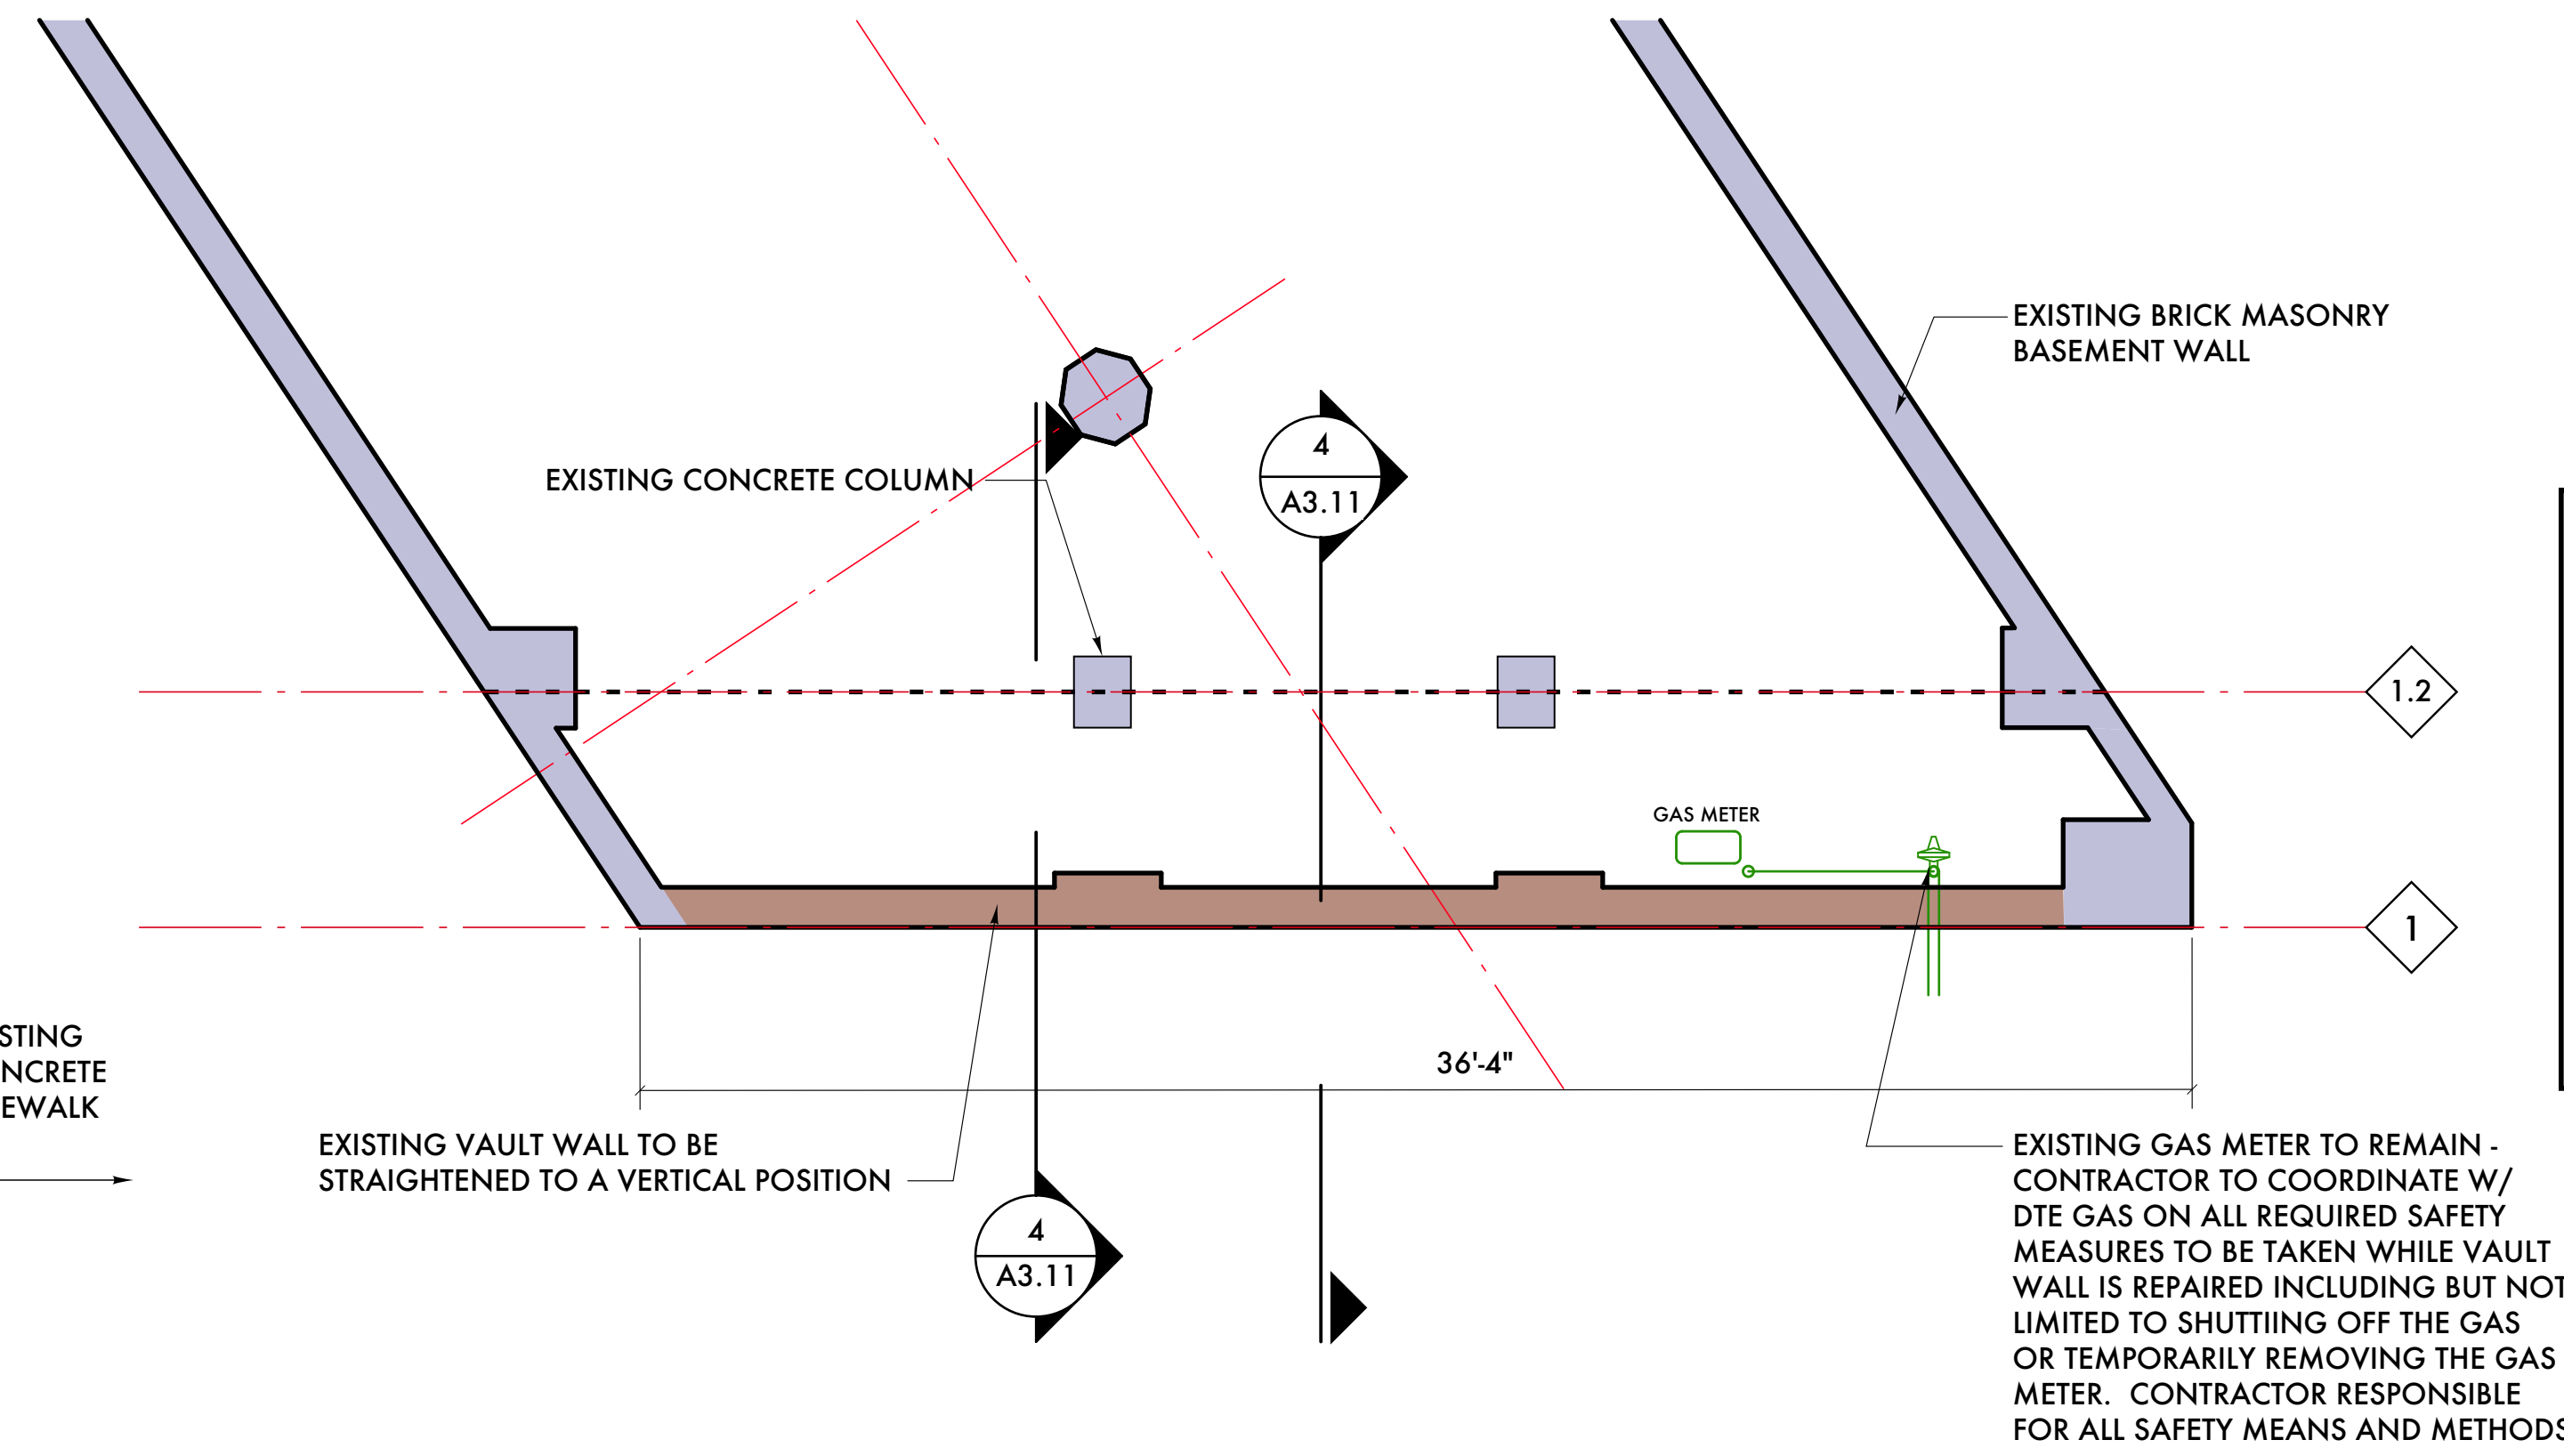 EXISTING BRICK MASONRY
BASEMENT WALL
4
A3.11
EXISTING CONCRETE COLUMN
1.2
GAS METER
1
STING
NCRETE
EWALK
36'-4"
EXISTING VAULT WALL TO BE
STRAIGHTENED TO A VERTICAL POSITION
4
A3.11
EXISTING GAS METER TO REMAIN -
CONTRACTOR TO COORDINATE W/
DTE GAS ON ALL REQUIRED SAFETY
MEASURES TO BE TAKEN WHILE VAULT
WALL IS REPAIRED INCLUDING BUT NOT
LIMITED TO SHUTTIING OFF THE GAS
OR TEMPORARILY REMOVING THE GAS
METER. CONTRACTOR RESPONSIBLE
FOR ALL SAFETY MEANS AND METHODS